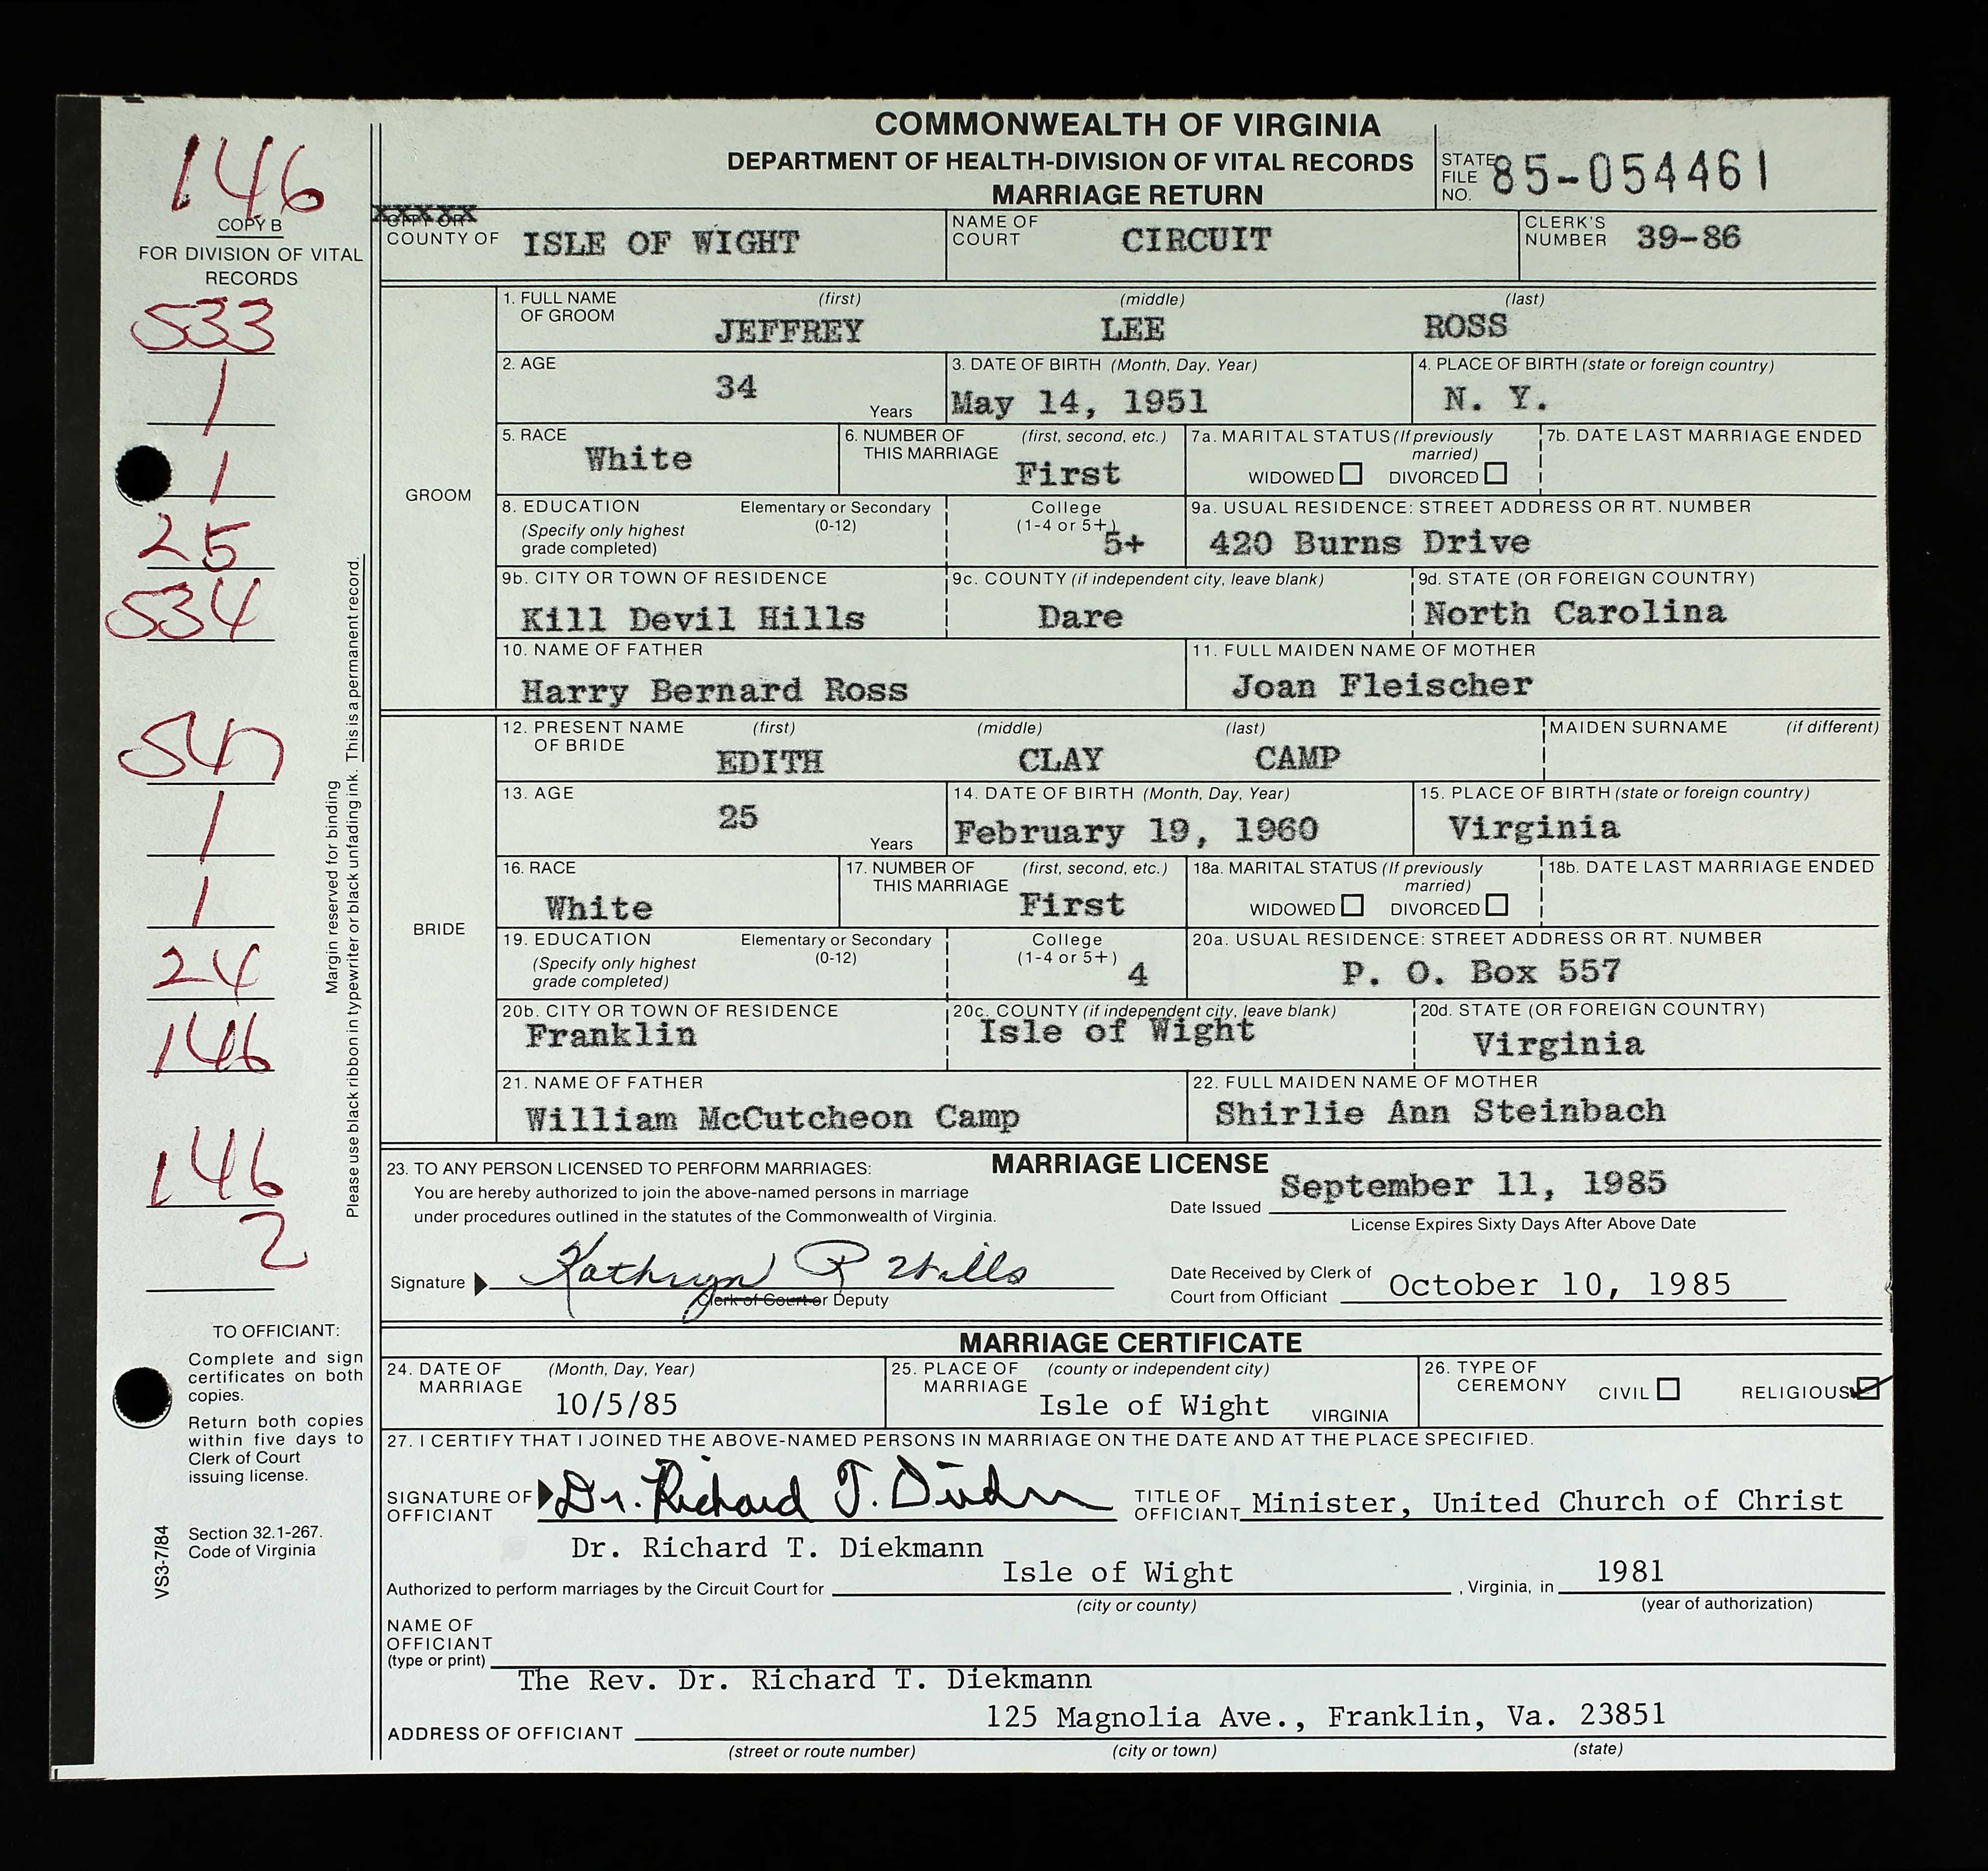 COMMONWEALTH OF VIRGINIA
DEPARTMENT OF HEALTH-DIVISION OF VITAL RECORDS
MARRIAGE RETURN
STATE FILE NO. 85-054461
146
COPY B
FOR DIVISION OF VITAL RECORDS
533
1
1
25
534
547
1
1
24
146
146
2
Margin reserved for binding
Please use black ribbon in typewriter or black unfading ink. This is a permanent record.
TO OFFICIANT:
Complete and sign
certificates on both
copies.
Return both copies
within five days to
Clerk of Court
issuing license.
Section 32.1-267.
Code of Virginia
VS3-7/84
XXXXX
CITY OR
COUNTY OF ISLE OF WIGHT
NAME OF COURT CIRCUIT
CLERK'S NUMBER 39-86
GROOM
1. FULL NAME OF GROOM (first) JEFFREY (middle) LEE (last) ROSS
2. AGE 34 Years
3. DATE OF BIRTH (Month, Day, Year) May 14, 1951
4. PLACE OF BIRTH (state or foreign country) N. Y.
5. RACE White
6. NUMBER OF THIS MARRIAGE (first, second, etc.) First
7a. MARITAL STATUS (If previously married) WIDOWED ☐ DIVORCED ☐
7b. DATE LAST MARRIAGE ENDED
8. EDUCATION (Specify only highest grade completed) Elementary or Secondary (0-12) College (1-4 or 5+) 5+
9a. USUAL RESIDENCE: STREET ADDRESS OR RT. NUMBER 420 Burns Drive
9b. CITY OR TOWN OF RESIDENCE Kill Devil Hills
9c. COUNTY (if independent city, leave blank) Dare
9d. STATE (OR FOREIGN COUNTRY) North Carolina
10. NAME OF FATHER Harry Bernard Ross
11. FULL MAIDEN NAME OF MOTHER Joan Fleischer
BRIDE
12. PRESENT NAME OF BRIDE (first) EDITH (middle) CLAY (last) CAMP
MAIDEN SURNAME (if different)
13. AGE 25 Years
14. DATE OF BIRTH (Month, Day, Year) February 19, 1960
15. PLACE OF BIRTH (state or foreign country) Virginia
16. RACE White
17. NUMBER OF THIS MARRIAGE (first, second, etc.) First
18a. MARITAL STATUS (If previously married) WIDOWED ☐ DIVORCED ☐
18b. DATE LAST MARRIAGE ENDED
19. EDUCATION (Specify only highest grade completed) Elementary or Secondary (0-12) College (1-4 or 5+) 4
20a. USUAL RESIDENCE: STREET ADDRESS OR RT. NUMBER P. O. Box 557
20b. CITY OR TOWN OF RESIDENCE Franklin
20c. COUNTY (if independent city, leave blank) Isle of Wight
20d. STATE (OR FOREIGN COUNTRY) Virginia
21. NAME OF FATHER William McCutcheon Camp
22. FULL MAIDEN NAME OF MOTHER Shirlie Ann Steinbach
MARRIAGE LICENSE
23. TO ANY PERSON LICENSED TO PERFORM MARRIAGES:
You are hereby authorized to join the above-named persons in marriage
under procedures outlined in the statutes of the Commonwealth of Virginia.
Date Issued September 11, 1985
License Expires Sixty Days After Above Date
Signature Kathryn P Wills
Clerk of Court or Deputy
Date Received by Clerk of Court from Officiant October 10, 1985
MARRIAGE CERTIFICATE
24. DATE OF MARRIAGE (Month, Day, Year) 10/5/85
25. PLACE OF MARRIAGE (county or independent city) Isle of Wight VIRGINIA
26. TYPE OF CEREMONY CIVIL ☐ RELIGIOUS ☑
27. I CERTIFY THAT I JOINED THE ABOVE-NAMED PERSONS IN MARRIAGE ON THE DATE AND AT THE PLACE SPECIFIED.
SIGNATURE OF OFFICIANT Dr. Richard T. Diekmann
TITLE OF OFFICIANT Minister, United Church of Christ
Dr. Richard T. Diekmann
Authorized to perform marriages by the Circuit Court for Isle of Wight, Virginia, in 1981
(city or county) (year of authorization)
NAME OF OFFICIANT (type or print)
The Rev. Dr. Richard T. Diekmann
ADDRESS OF OFFICIANT 125 Magnolia Ave., Franklin, Va. 23851
(street or route number) (city or town) (state)